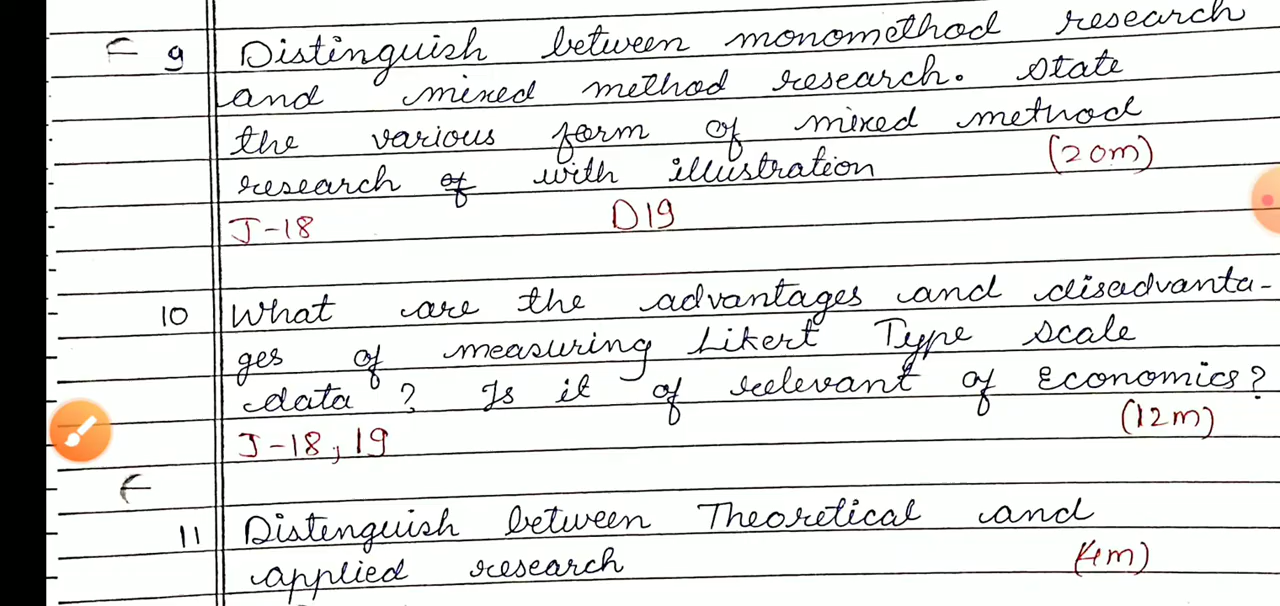 9 Distinguish between monomethod research
and mixed method research. State
the various form of mixed method
research of with illustration (20m)
J-18 D19
10 What are the advantages and disadvanta-
ges of measuring Likert Type scale
data ? Is it of relevant of Economics?
J-18, 19 (12m)
11 Distenguish between Theoretical and
applied research (4m)